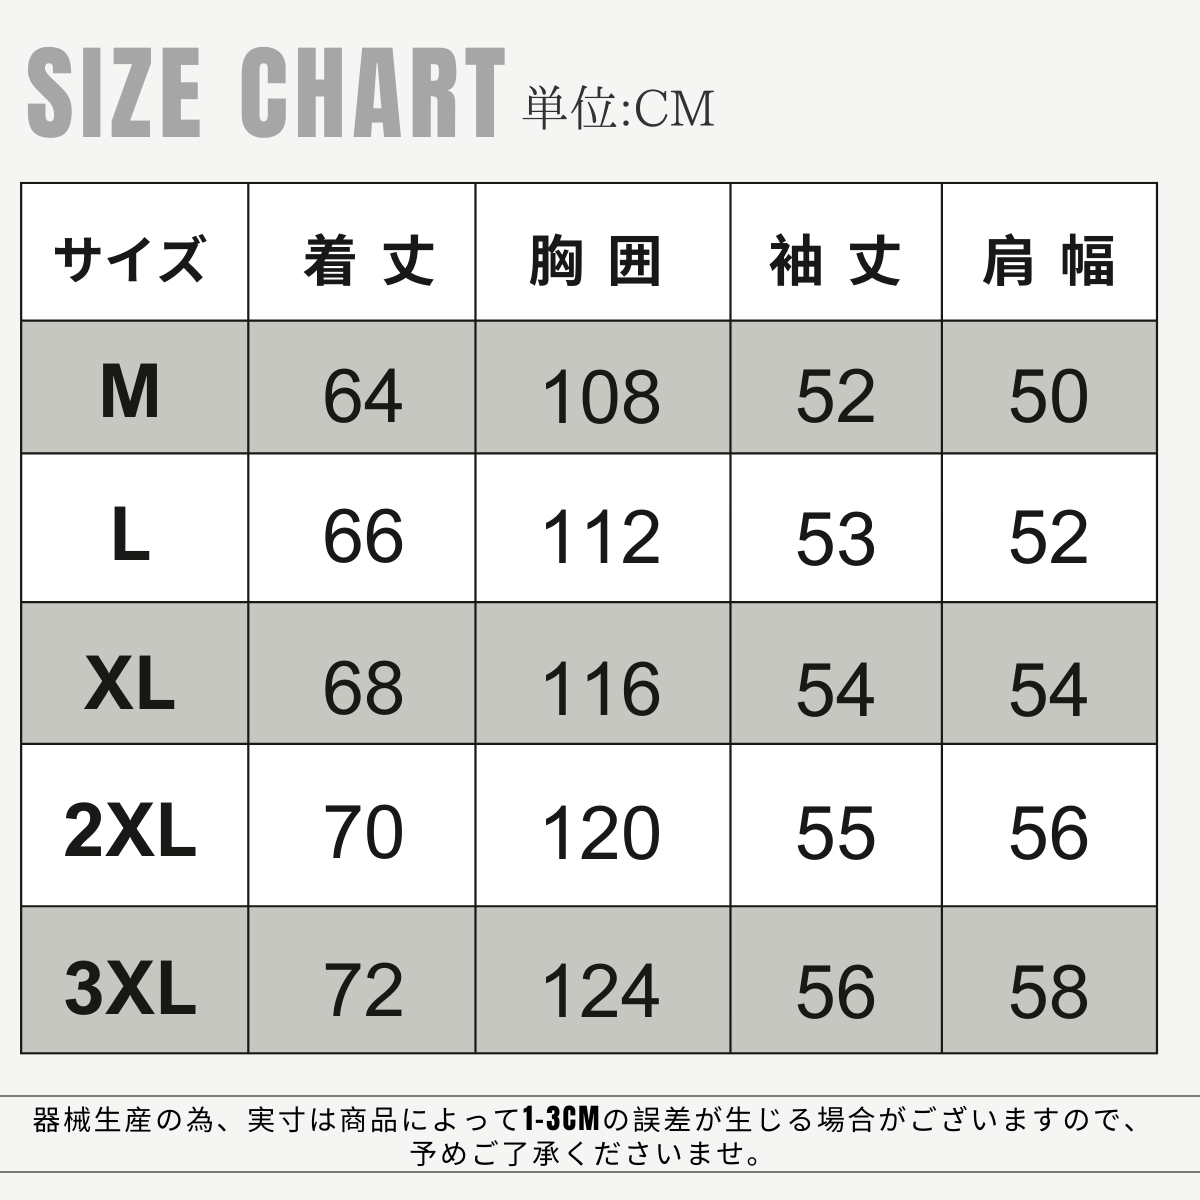 SIZE CHART 単位:CM
サイズ 着丈 胸囲 袖丈 肩幅
M 64 108 52 50
L 66 112 53 52
XL 68 116 54 54
2XL 70 120 55 56
3XL 72 124 56 58
器械生産の為、実寸は商品によって1-3CMの誤差が生じる場合がございますので、
予めご了承くださいませ。